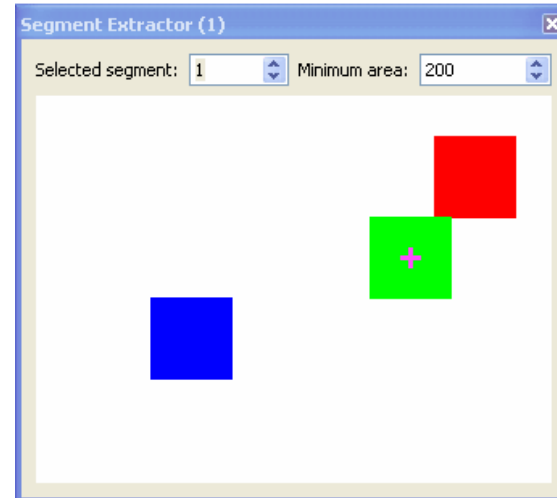 Segment Extractor (1)
Selected segment: 1 Minimum area: 200